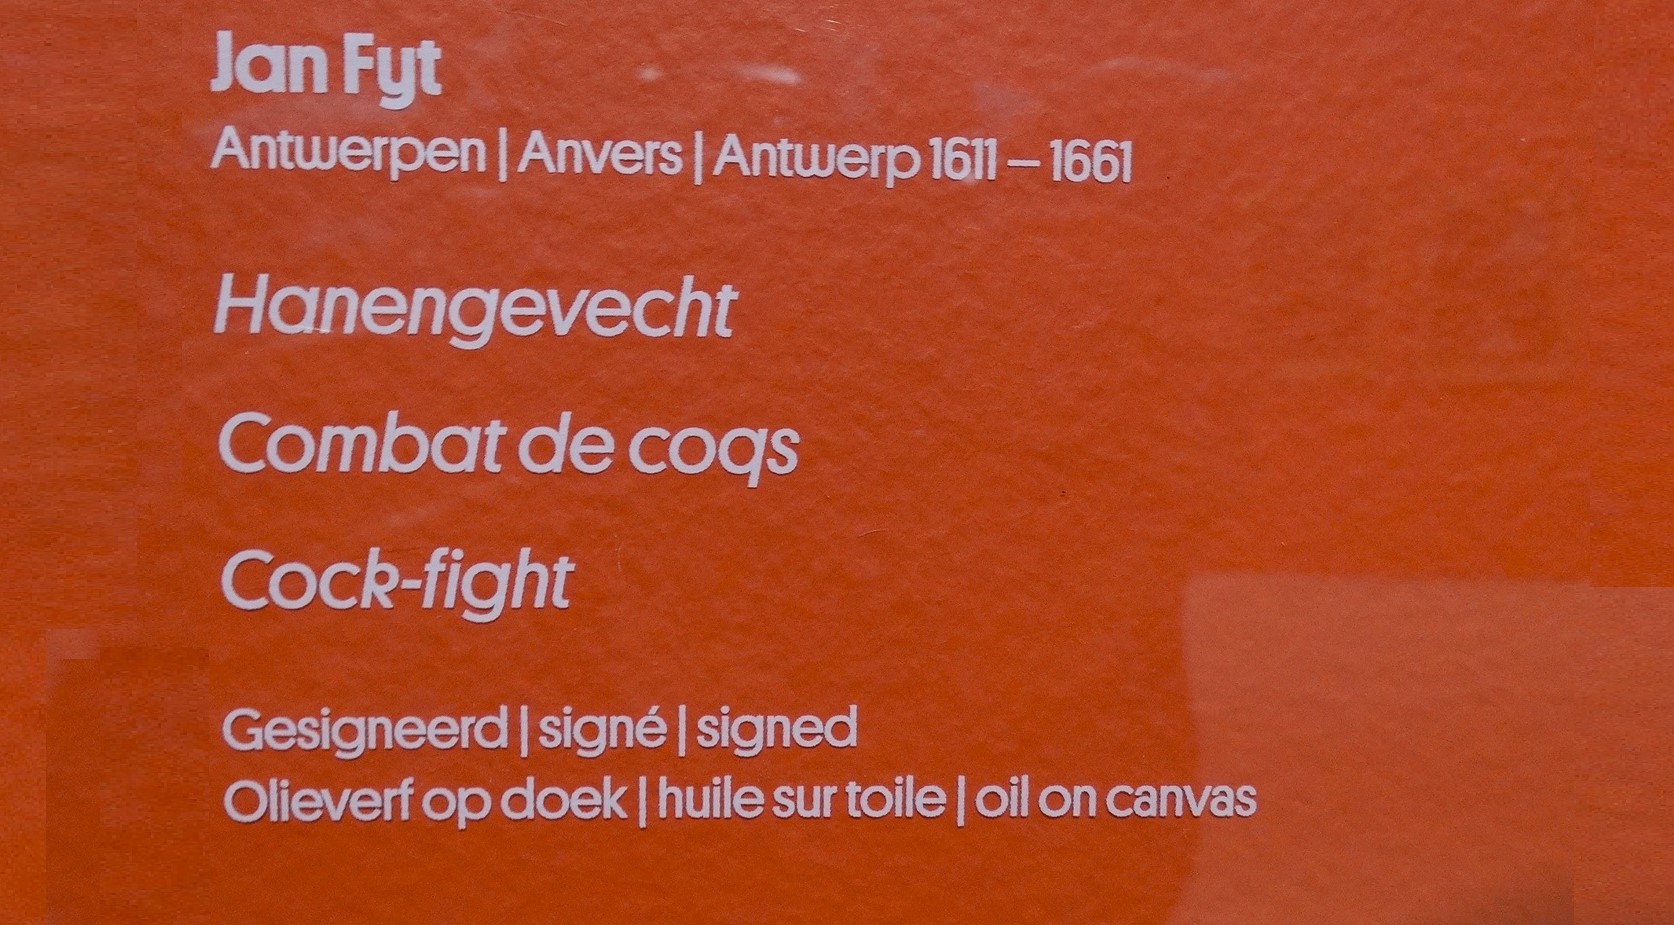 Jan Fyt
Antwerpen | Anvers | Antwerp 1611 – 1661
Hanengevecht
Combat de coqs
Cock-fight
Gesigneerd | signé | signed
Olieverf op doek | huile sur toile | oil on canvas